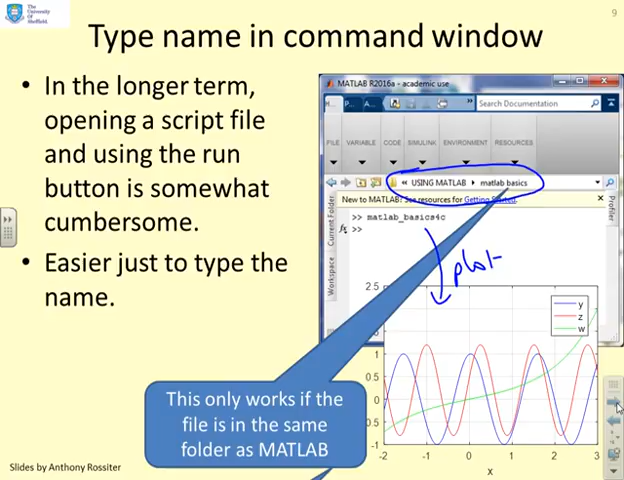 The
University
Of
Sheffield.
9
Type name in command window
• In the longer term,
opening a script file
and using the run
button is somewhat
cumbersome.
• Easier just to type the
name.
MATLAB R2016a - academic use
H...
P...
A...
Search Documentation
FILE
VARIABLE
CODE
SIMULINK
ENVIRONMENT
RESOURCES
« USING MATLAB ▸ matlab basics
New to MATLAB? See resources for Getting Started.
>> matlab_basics4c
fx >>
Current Folder
Workspace
Profiler
plot
2.5
1
0.5
0
-0.5
-1
-2
-1
0
1
2
3
x
y
z
w
This only works if the
file is in the same
folder as MATLAB
Slides by Anthony Rossiter